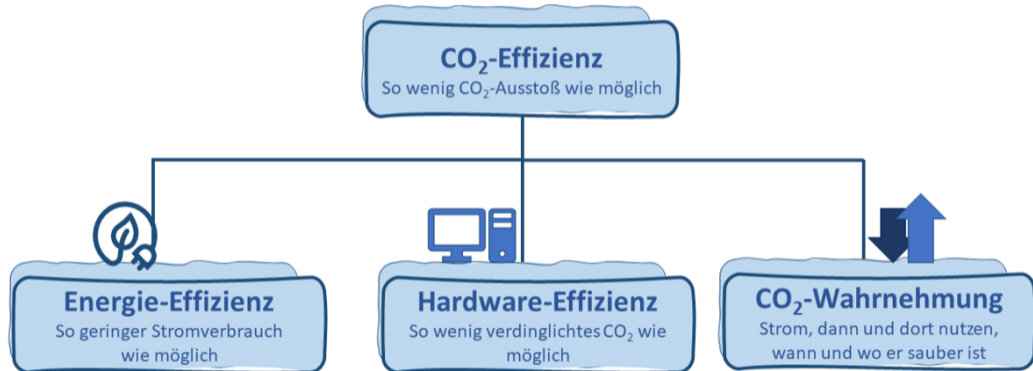 CO₂-Effizienz
So wenig CO₂-Ausstoß wie möglich
Energie-Effizienz
So geringer Stromverbrauch
wie möglich
Hardware-Effizienz
So wenig verdinglichtes CO₂ wie
möglich
CO₂-Wahrnehmung
Strom, dann und dort nutzen,
wann und wo er sauber ist